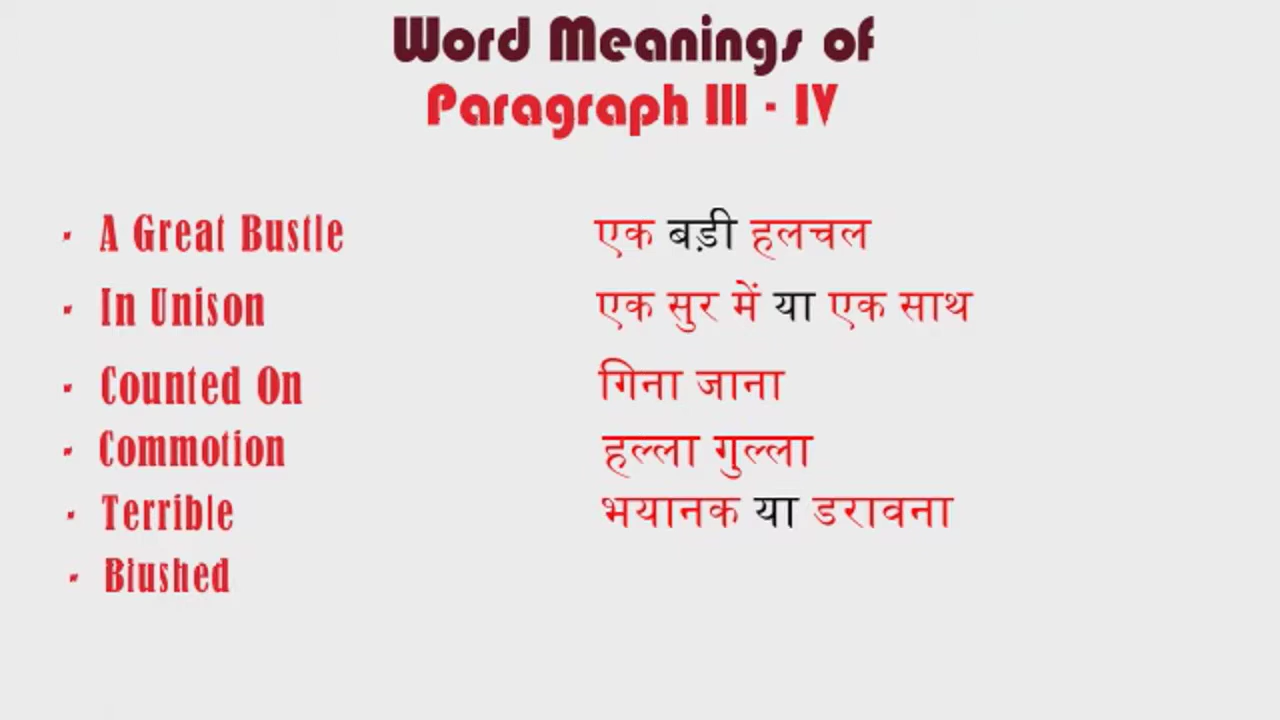 Word Meanings of
Paragraph III - IV
- A Great Bustle एक बड़ी हलचल
- In Unison एक सुर में या एक साथ
- Counted On गिना जाना
- Commotion हल्ला गुल्ला
- Terrible भयानक या डरावना
- Biushed